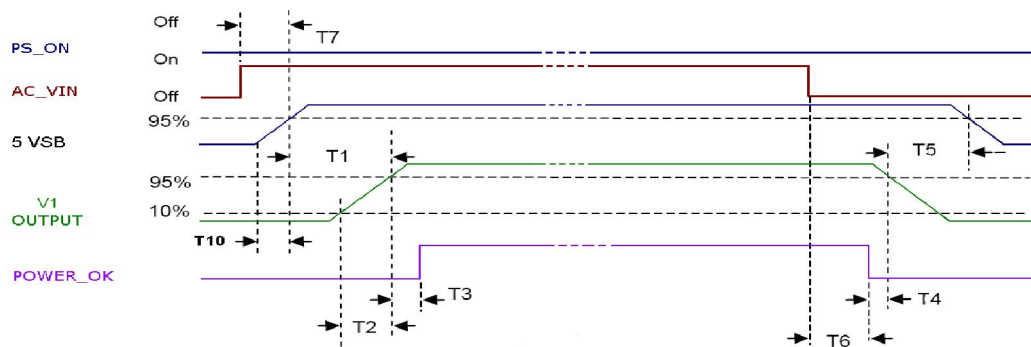 Off
T7
PS_ON
On
AC_VIN
Off
95%
5 VSB
T1
T5
95%
V1
OUTPUT
10%
T10
POWER_OK
T3
T4
T2
T6